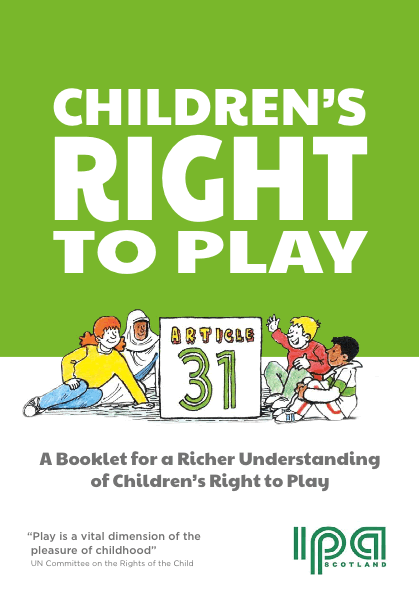 CHILDREN'S
RIGHT
TO PLAY
ARTICLE
31
A Booklet for a Richer Understanding
of Children's Right to Play
“Play is a vital dimension of the
pleasure of childhood”
UN Committee on the Rights of the Child
ipa
SCOTLAND